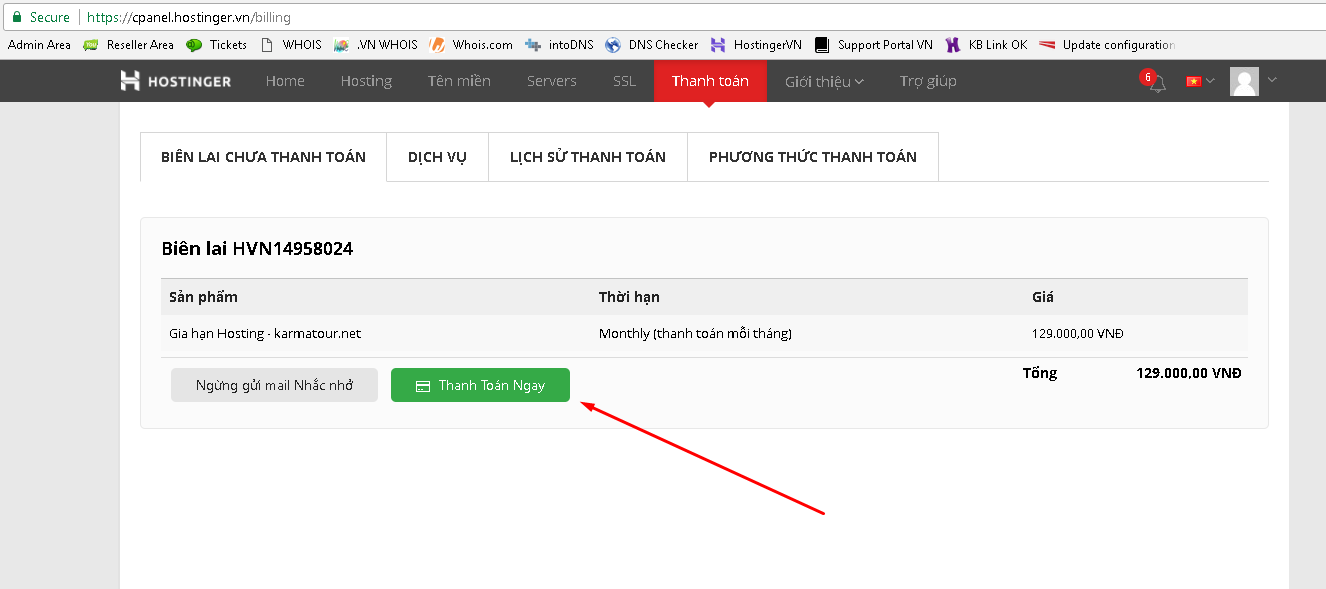 Secure https://cpanel.hostinger.vn/billing
Admin Area Reseller Area Tickets WHOIS .VN WHOIS Whois.com intoDNS DNS Checker HostingerVN Support Portal VN KB Link OK Update configuration
HOSTINGER Home Hosting Tên miền Servers SSL Thanh toán Giới thiệu Trợ giúp 6
BIÊN LAI CHƯA THANH TOÁN DỊCH VỤ LỊCH SỬ THANH TOÁN PHƯƠNG THỨC THANH TOÁN
Biên lai HVN14958024
Sản phẩm Thời hạn Giá
Gia hạn Hosting - karmatour.net Monthly (thanh toán mỗi tháng) 129.000,00 VNĐ
Ngừng gửi mail Nhắc nhở Thanh Toán Ngay Tổng 129.000,00 VNĐ